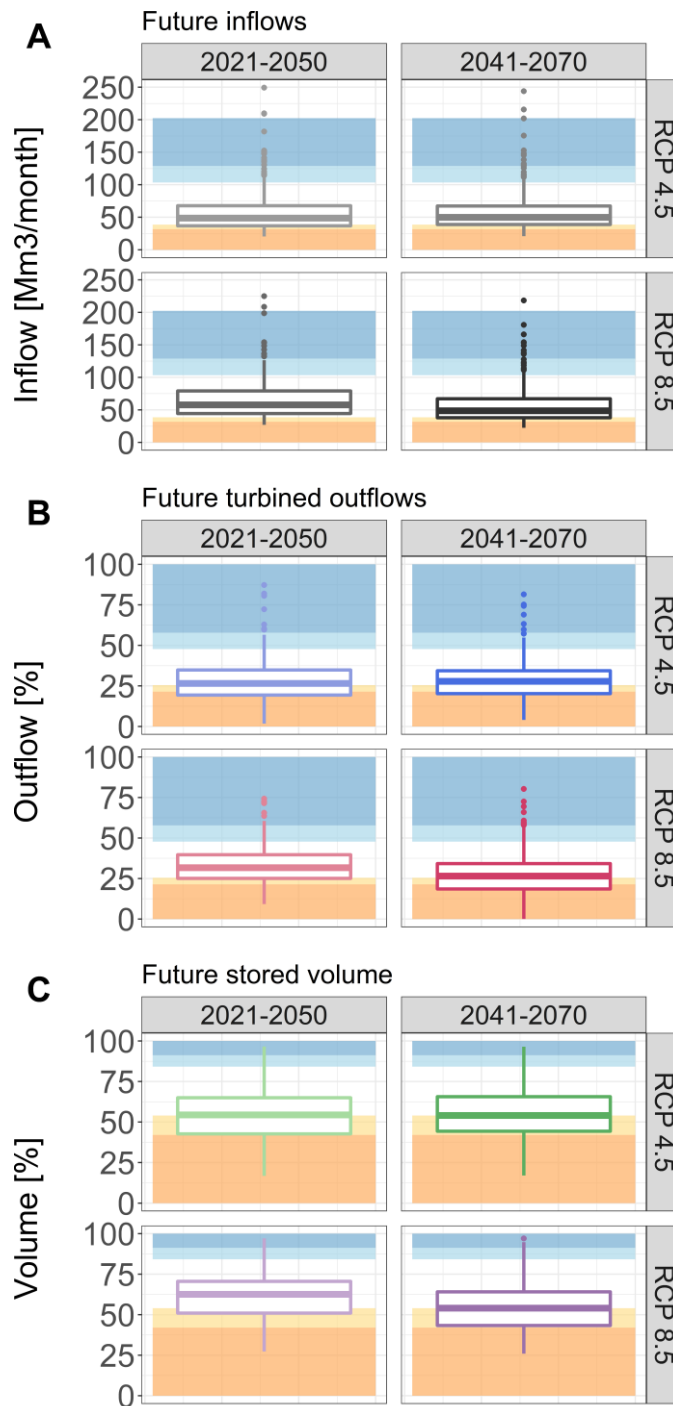 A
Future inflows
2021-2050
2041-2070
Inflow [Mm3/month]
250
200
150
100
50
0
RCP 4.5
250
200
150
100
50
0
RCP 8.5
B
Future turbined outflows
2021-2050
2041-2070
Outflow [%]
100
75
50
25
0
RCP 4.5
100
75
50
25
0
RCP 8.5
C
Future stored volume
2021-2050
2041-2070
Volume [%]
100
75
50
25
0
RCP 4.5
100
75
50
25
0
RCP 8.5